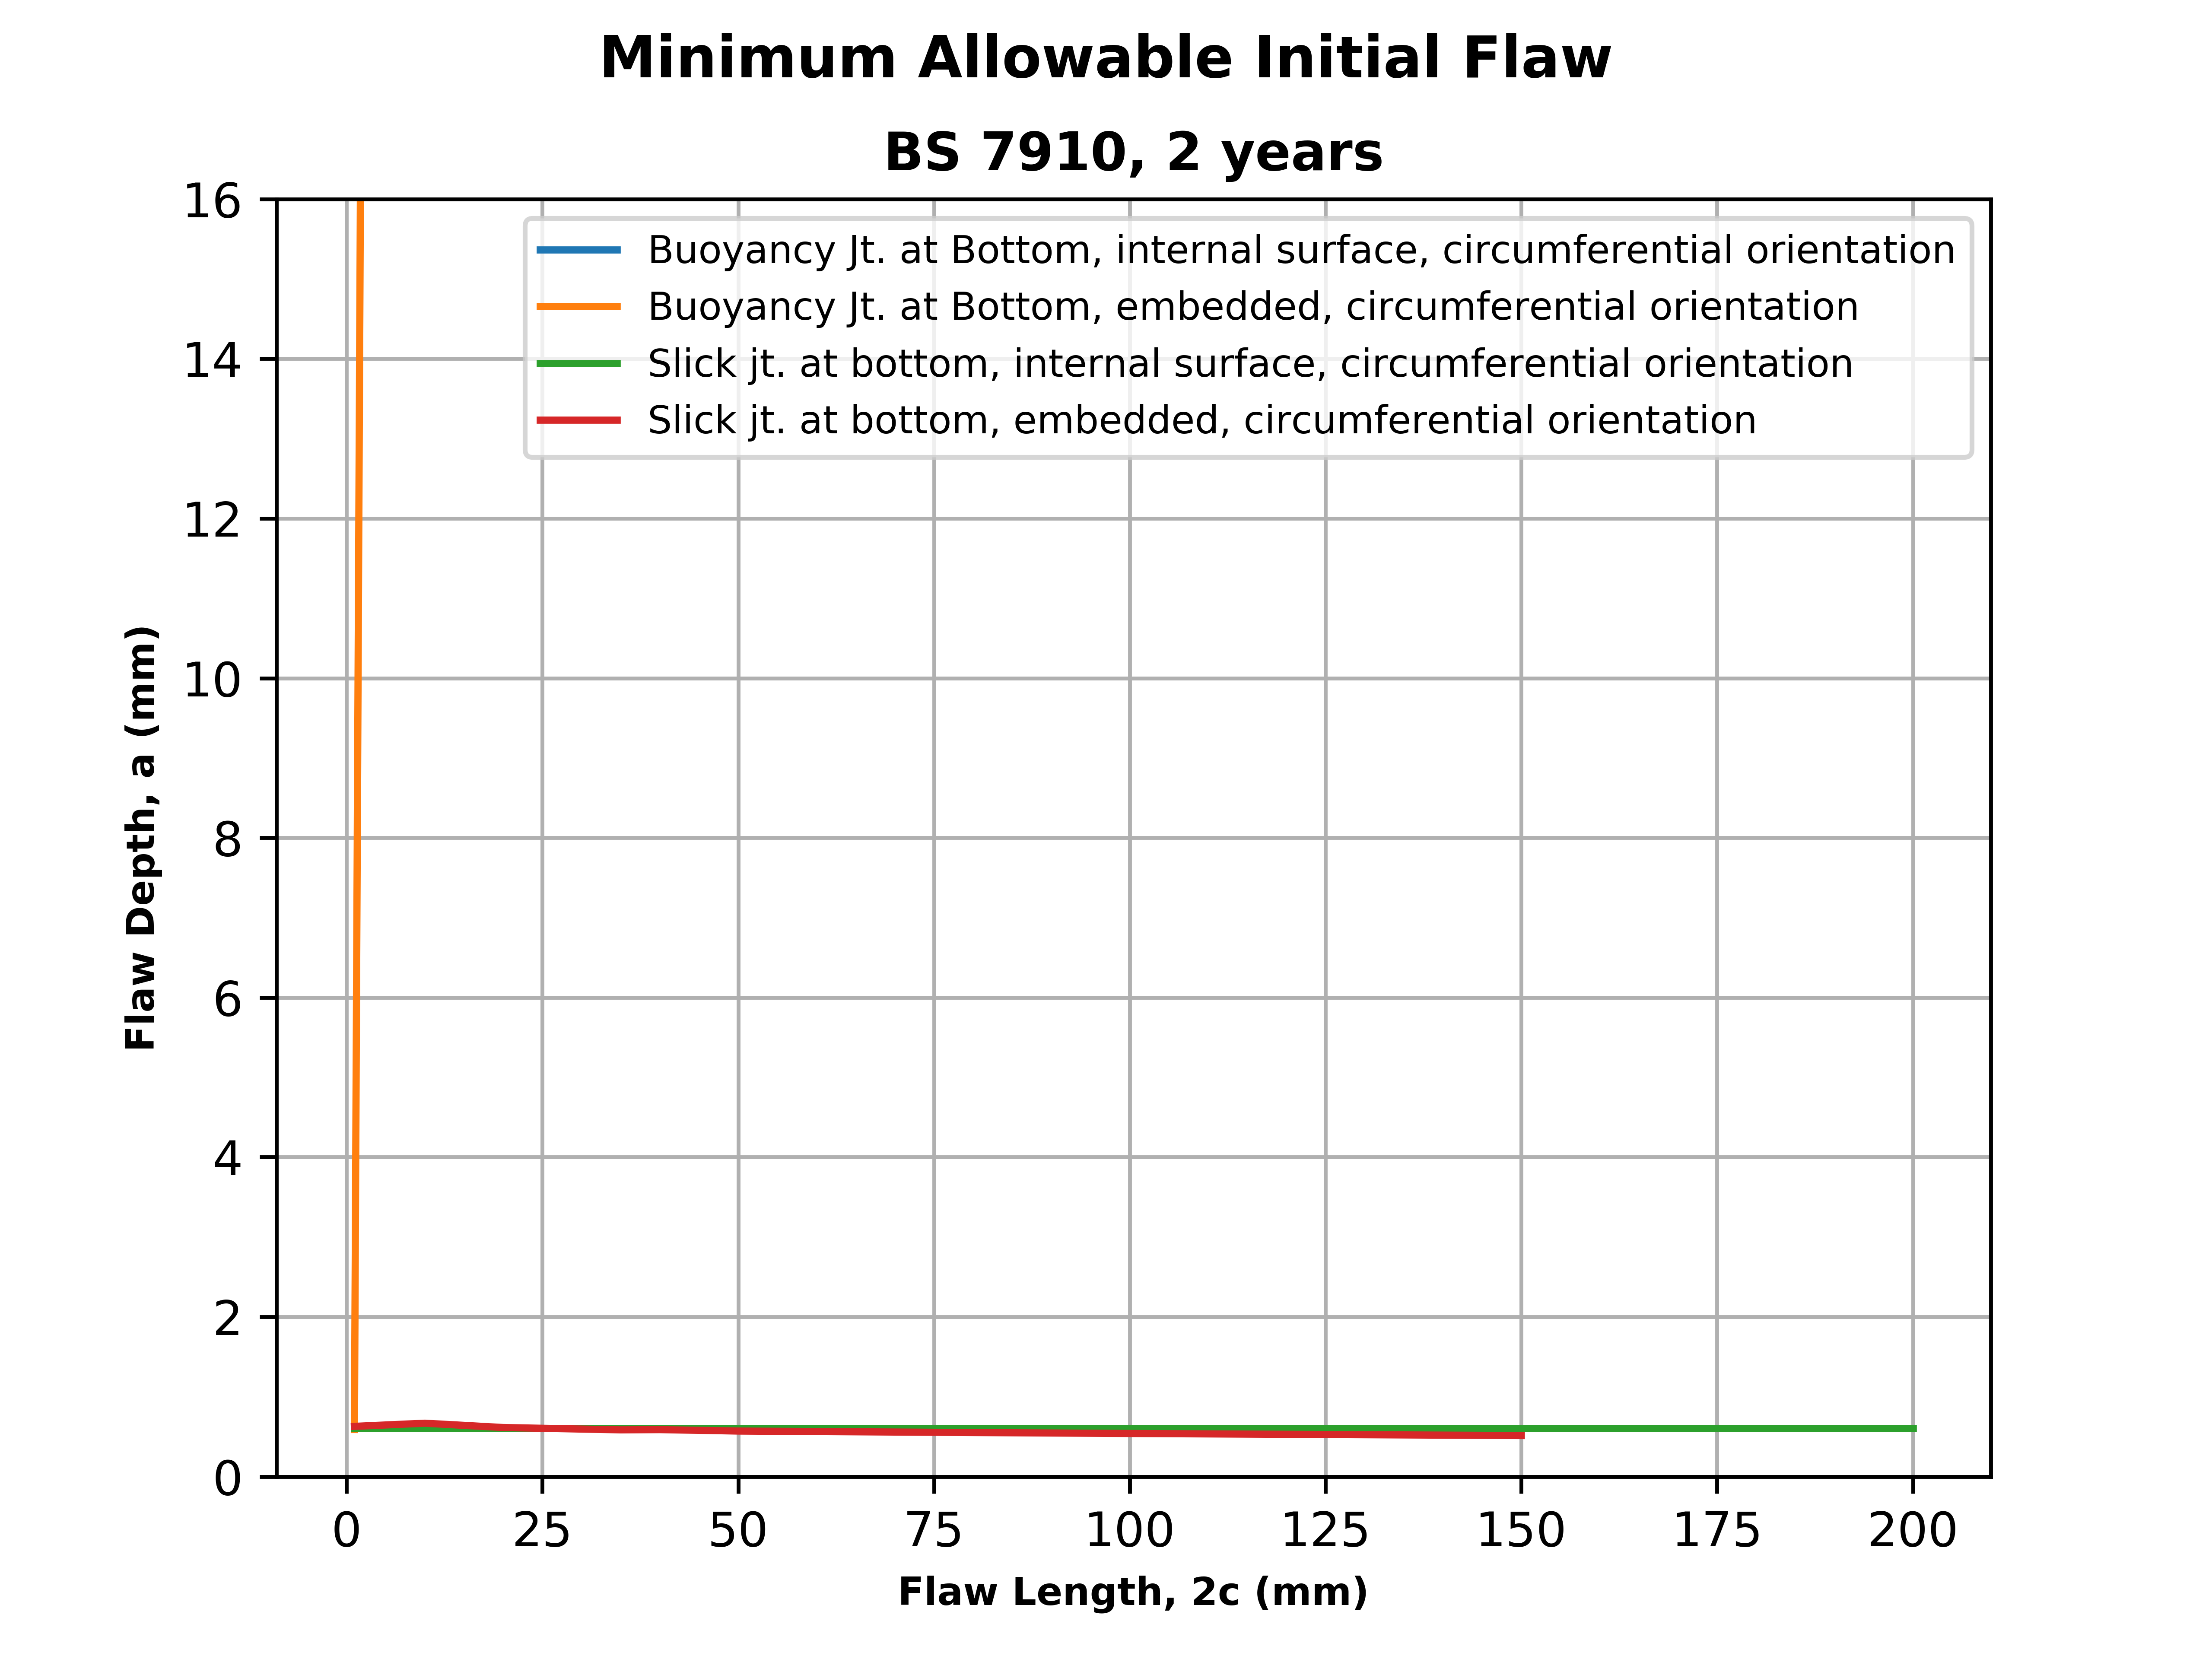 Minimum Allowable Initial Flaw
BS 7910, 2 years
16
14
12
10
8
6
4
2
0
Flaw Depth, a (mm)
Buoyancy Jt. at Bottom, internal surface, circumferential orientation
Buoyancy Jt. at Bottom, embedded, circumferential orientation
Slick jt. at bottom, internal surface, circumferential orientation
Slick jt. at bottom, embedded, circumferential orientation
0 25 50 75 100 125 150 175 200
Flaw Length, 2c (mm)